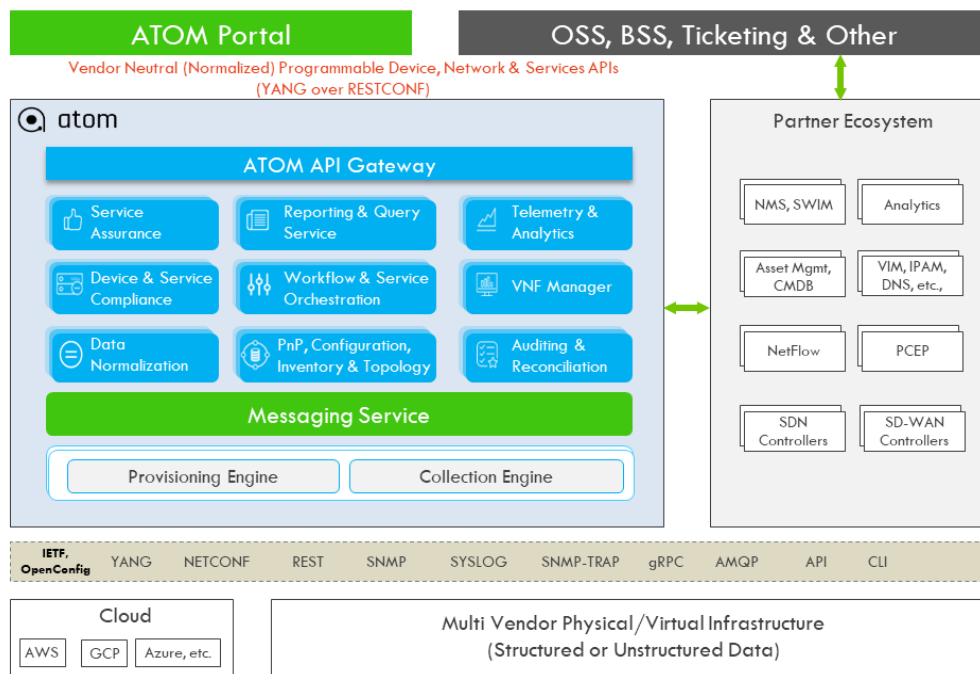 ATOM Portal
OSS, BSS, Ticketing & Other
Vendor Neutral (Normalized) Programmable Device, Network & Services APIs
(YANG over RESTCONF)
atom
ATOM API Gateway
Service
Assurance
Reporting & Query
Service
Telemetry &
Analytics
Device & Service
Compliance
Workflow & Service
Orchestration
VNF Manager
Data
Normalization
PnP, Configuration,
Inventory & Topology
Auditing &
Reconciliation
Messaging Service
Provisioning Engine
Collection Engine
Partner Ecosystem
NMS, SWIM
Analytics
Asset Mgmt,
CMDB
VIM, IPAM,
DNS, etc.,
NetFlow
PCEP
SDN
Controllers
SD-WAN
Controllers
IETF,
OpenConfig
YANG
NETCONF
REST
SNMP
SYSLOG
SNMP-TRAP
gRPC
AMQP
API
CLI
Cloud
AWS
GCP
Azure, etc.
Multi Vendor Physical/Virtual Infrastructure
(Structured or Unstructured Data)